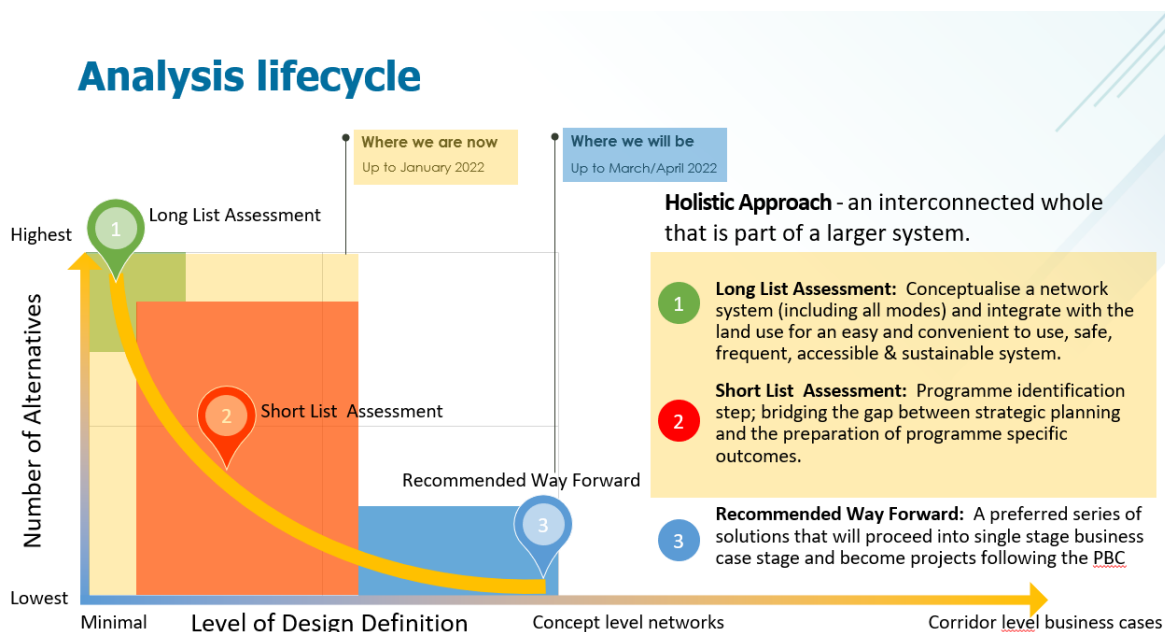 Analysis lifecycle
Where we are now
Up to January 2022
Where we will be
Up to March/April 2022
1
Long List Assessment
Highest
Number of Alternatives
2
Short List  Assessment
Recommended Way Forward
3
Lowest
Minimal
Level of Design Definition
Concept level networks
Corridor level business cases
Holistic Approach - an interconnected whole
that is part of a larger system.
1
Long List Assessment:  Conceptualise a network
system (including all modes) and integrate with the
land use for an easy and convenient to use, safe,
frequent, accessible & sustainable system.
2
Short List  Assessment:  Programme identification
step; bridging the gap between strategic planning
and the preparation of programme specific
outcomes.
3
Recommended Way Forward:  A preferred series of
solutions that will proceed into single stage business
case stage and become projects following the PBC